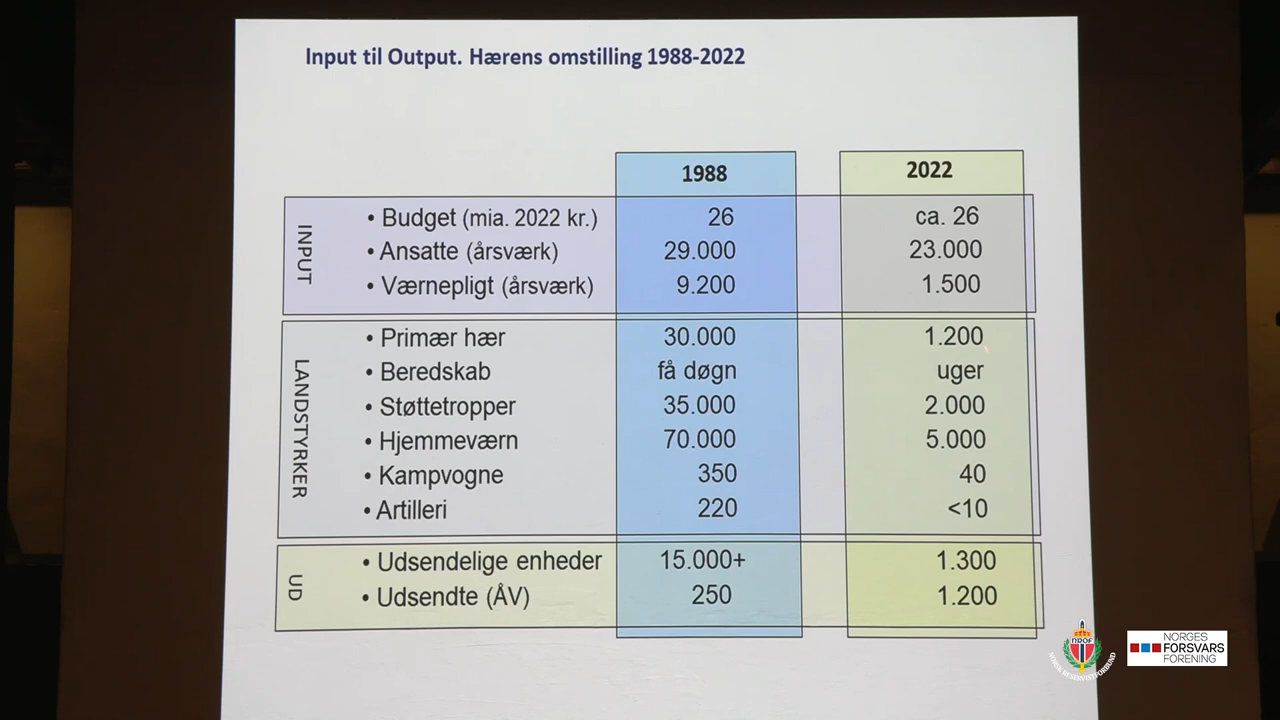 Input til Output. Hærens omstilling 1988-2022
1988 2022
INPUT
• Budget (mia. 2022 kr.) 26 ca. 26
• Ansatte (årsværk) 29.000 23.000
• Værnepligt (årsværk) 9.200 1.500
LANDSTYRKER
• Primær hær 30.000 1.200
• Beredskab få døgn uger
• Støttetropper 35.000 2.000
• Hjemmeværn 70.000 5.000
• Kampvogne 350 40
• Artilleri 220 <10
UD
• Udsendelige enheder 15.000+ 1.300
• Udsendte (ÅV) 250 1.200
NROF
NORSK RESERVISTFORBUND
NORGES
FORSVARS
FORENING